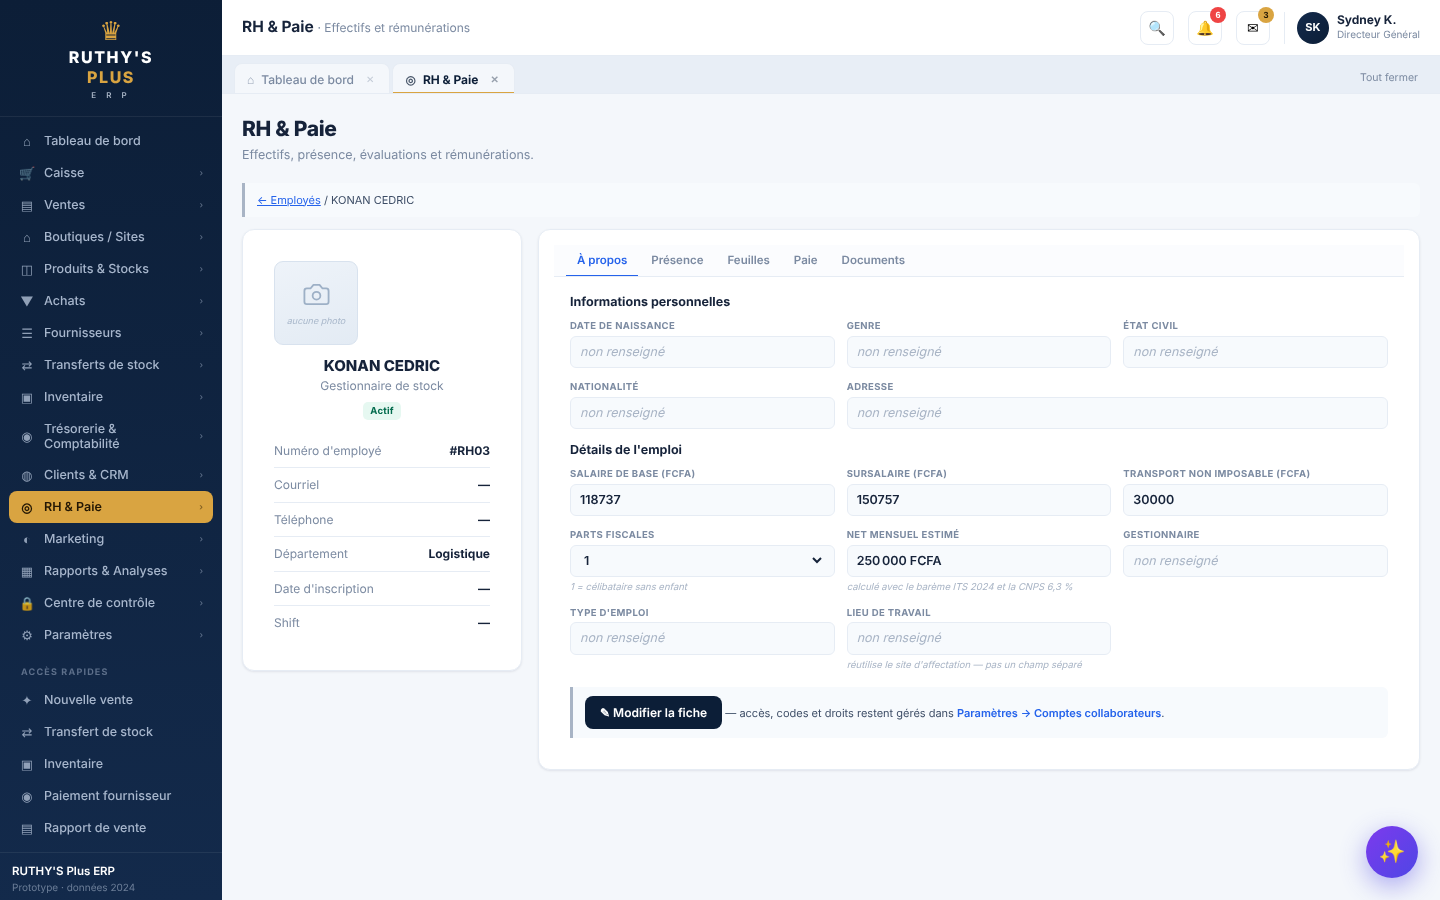 RUTHY'S
PLUS
E R P
Tableau de bord
Caisse
Ventes
Boutiques / Sites
Produits & Stocks
Achats
Fournisseurs
Transferts de stock
Inventaire
Trésorerie &
Comptabilité
Clients & CRM
RH & Paie
Marketing
Rapports & Analyses
Centre de contrôle
Paramètres
ACCÈS RAPIDES
Nouvelle vente
Transfert de stock
Inventaire
Paiement fournisseur
Rapport de vente
RUTHY'S Plus ERP
Prototype · données 2024
RH & Paie · Effectifs et rémunérations
6
3
SK
Sydney K.
Directeur Général
Tableau de bord ×
RH & Paie ×
Tout fermer
RH & Paie
Effectifs, présence, évaluations et rémunérations.
← Employés / KONAN CEDRIC
aucune photo
KONAN CEDRIC
Gestionnaire de stock
Actif
Numéro d'employé #RH03
Courriel —
Téléphone —
Département Logistique
Date d'inscription —
Shift —
À propos Présence Feuilles Paie Documents
Informations personnelles
DATE DE NAISSANCE GENRE ÉTAT CIVIL
non renseigné non renseigné non renseigné
NATIONALITÉ ADRESSE
non renseigné non renseigné
Détails de l'emploi
SALAIRE DE BASE (FCFA) SURSALAIRE (FCFA) TRANSPORT NON IMPOSABLE (FCFA)
118737 150757 30000
PARTS FISCALES NET MENSUEL ESTIMÉ GESTIONNAIRE
1 250 000 FCFA non renseigné
1 = célibataire sans enfant calculé avec le barème ITS 2024 et la CNPS 6,3 %
TYPE D'EMPLOI LIEU DE TRAVAIL
non renseigné non renseigné
réutilise le site d'affectation — pas un champ séparé
✎ Modifier la fiche — accès, codes et droits restent gérés dans Paramètres → Comptes collaborateurs.